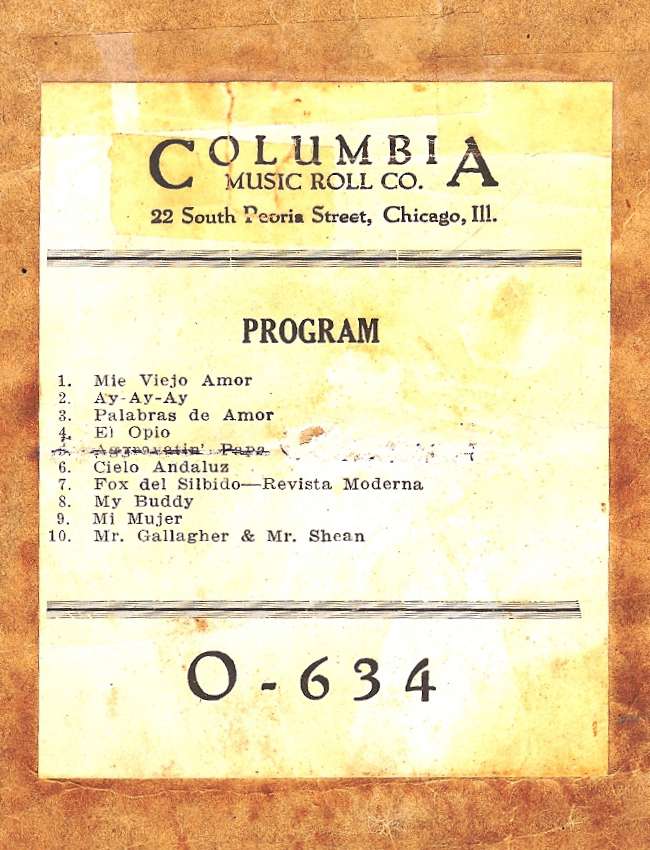 COLUMBIA
MUSIC ROLL CO.
22 South Peoria Street, Chicago, Ill.
PROGRAM
1. Mie Viejo Amor
2. Ay-Ay-Ay
3. Palabras de Amor
4. El Opio
5. Aggravatin' Papa
6. Cielo Andaluz
7. Fox del Silbido—Revista Moderna
8. My Buddy
9. Mi Mujer
10. Mr. Gallagher & Mr. Shean
O-634